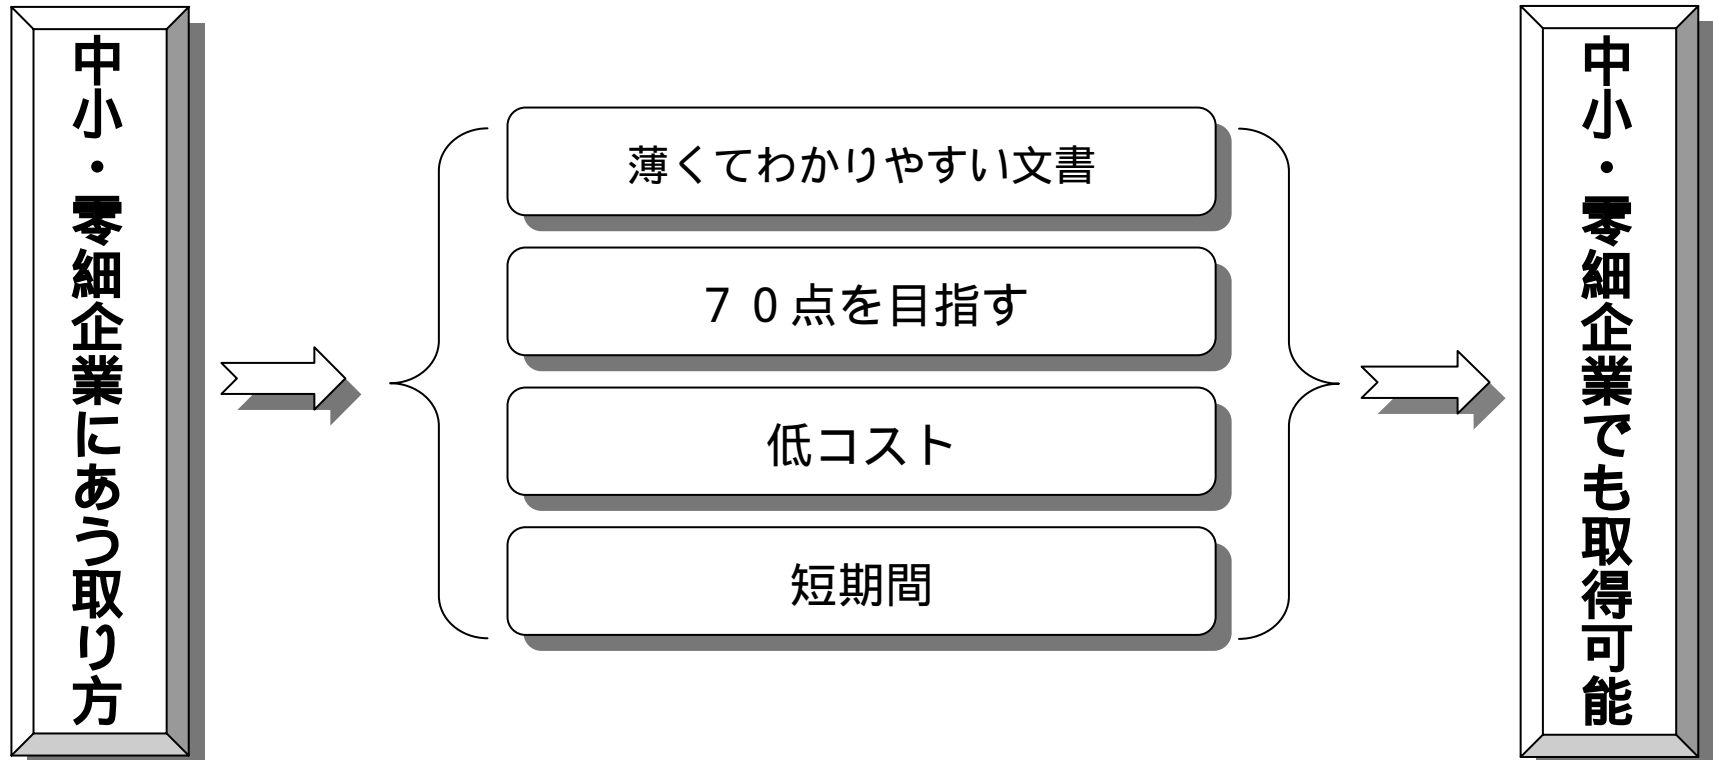 中小・零細企業にあう取り方
薄くてわかりやすい文書
７０点を目指す
低コスト
短期間
中小・零細企業でも取得可能